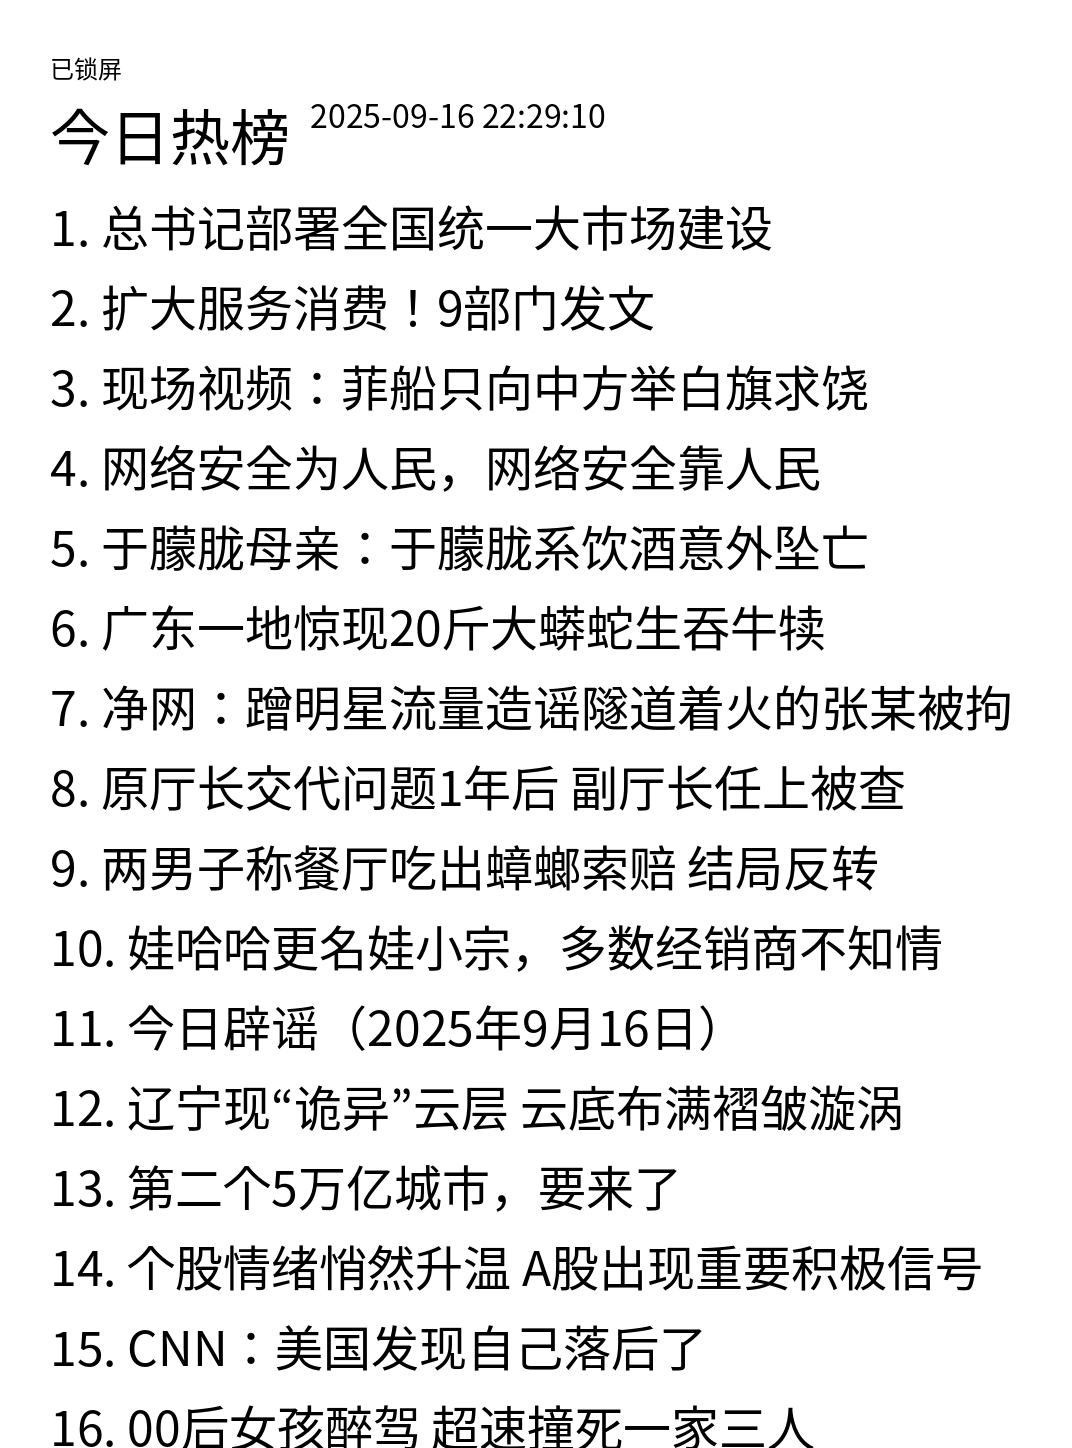 已锁屏
今日热榜 2025-09-16 22:29:10
1. 总书记部署全国统一大市场建设
2. 扩大服务消费！9部门发文
3. 现场视频：菲船只向中方举白旗求饶
4. 网络安全为人民，网络安全靠人民
5. 于朦胧母亲：于朦胧系饮酒意外坠亡
6. 广东一地惊现20斤大蟒蛇生吞牛犊
7. 净网：蹭明星流量造谣隧道着火的张某被拘
8. 原厅长交代问题1年后 副厅长任上被查
9. 两男子称餐厅吃出蟑螂索赔 结局反转
10. 娃哈哈更名娃小宗，多数经销商不知情
11. 今日辟谣（2025年9月16日）
12. 辽宁现“诡异”云层 云底布满褶皱漩涡
13. 第二个5万亿城市，要来了
14. 个股情绪悄然升温 A股出现重要积极信号
15. CNN：美国发现自己落后了
16. 00后女孩醉驾 超速撞死一家三人